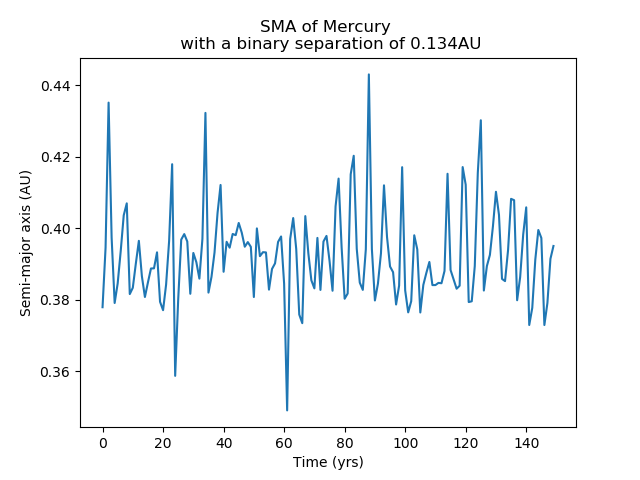 SMA of Mercury
with a binary separation of 0.134AU
0.44
0.42
0.40
0.38
0.36
Semi-major axis (AU)
0 20 40 60 80 100 120 140
Time (yrs)